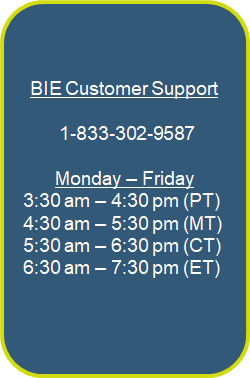 BIE Customer Support
1-833-302-9587
Monday – Friday
3:30 am – 4:30 pm (PT)
4:30 am – 5:30 pm (MT)
5:30 am – 6:30 pm (CT)
6:30 am – 7:30 pm (ET)